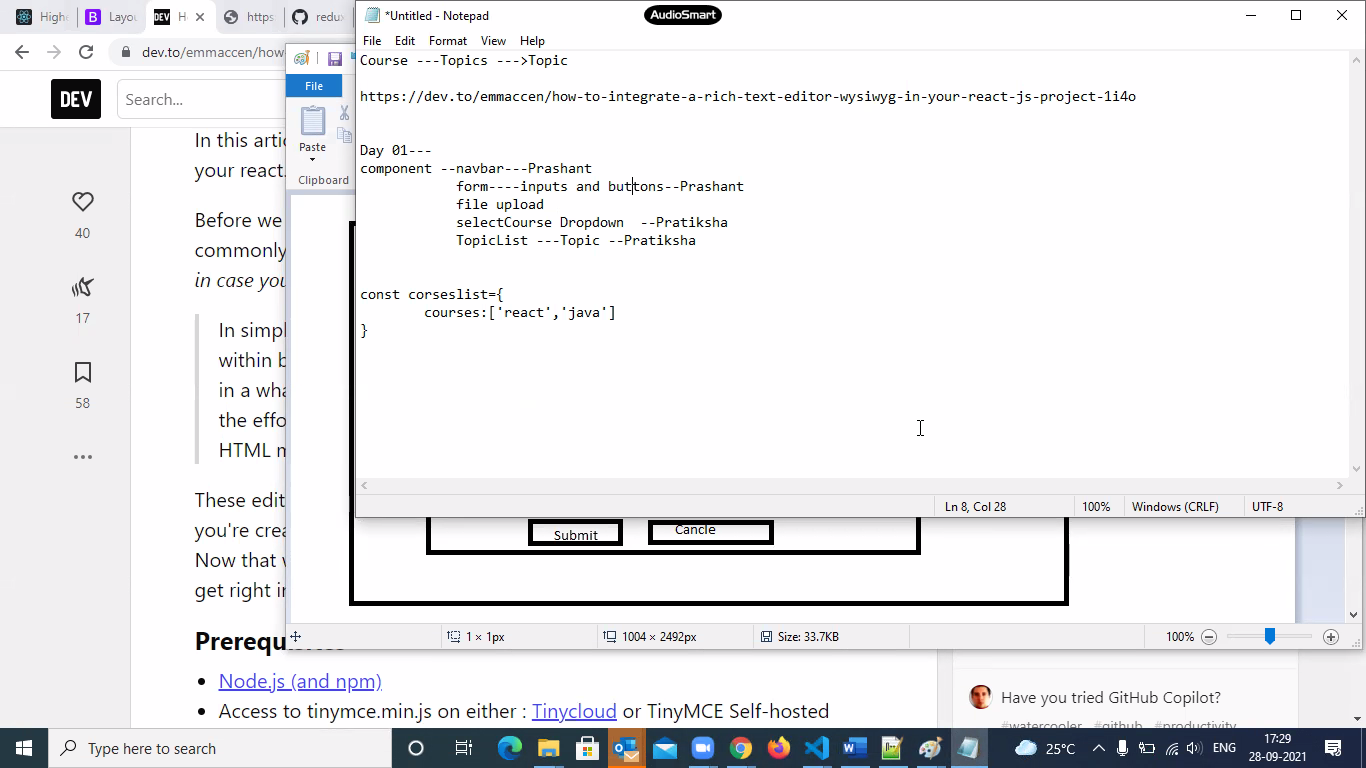 Highe
Layou
DEV
H
https
redux
dev.to/emmaccen/how-
DEV
Search...
40
17
58
In this arti
your react.
Before we
commonly
in case you
In simpl
within b
in a wha
the effo
HTML m
These edit
you're crea
Now that w
get right in
Prerequisites
Node.js (and npm)
Access to tinymce.min.js on either : Tinycloud or TinyMCE Self-hosted
File
Paste
Clipboard
*Untitled - Notepad
AudioSmart
File Edit Format View Help
Course ---Topics --->Topic
https://dev.to/emmaccen/how-to-integrate-a-rich-text-editor-wysiwyg-in-your-react-js-project-1i4o
Day 01---
component --navbar---Prashant
form----inputs and buttons--Prashant
file upload
selectCourse Dropdown --Pratiksha
TopicList ---Topic --Pratiksha
const corseslist={
courses:['react','java']
}
Ln 8, Col 28 100% Windows (CRLF) UTF-8
Submit Cancle
1 × 1px 1004 × 2492px Size: 33.7KB 100%
Have you tried GitHub Copilot?
#watercooler #github #productivity
Type here to search
25°C ENG 17:29
28-09-2021